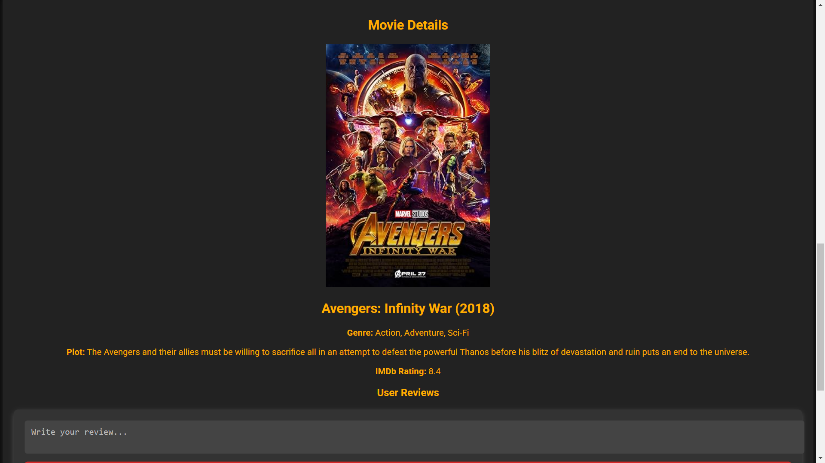 Movie Details
MARVEL STUDIOS
AVENGERS
INFINITY WAR
APRIL 27
Avengers: Infinity War (2018)
Genre: Action, Adventure, Sci-Fi
Plot: The Avengers and their allies must be willing to sacrifice all in an attempt to defeat the powerful Thanos before his blitz of devastation and ruin puts an end to the universe.
IMDb Rating: 8.4
User Reviews
Write your review...